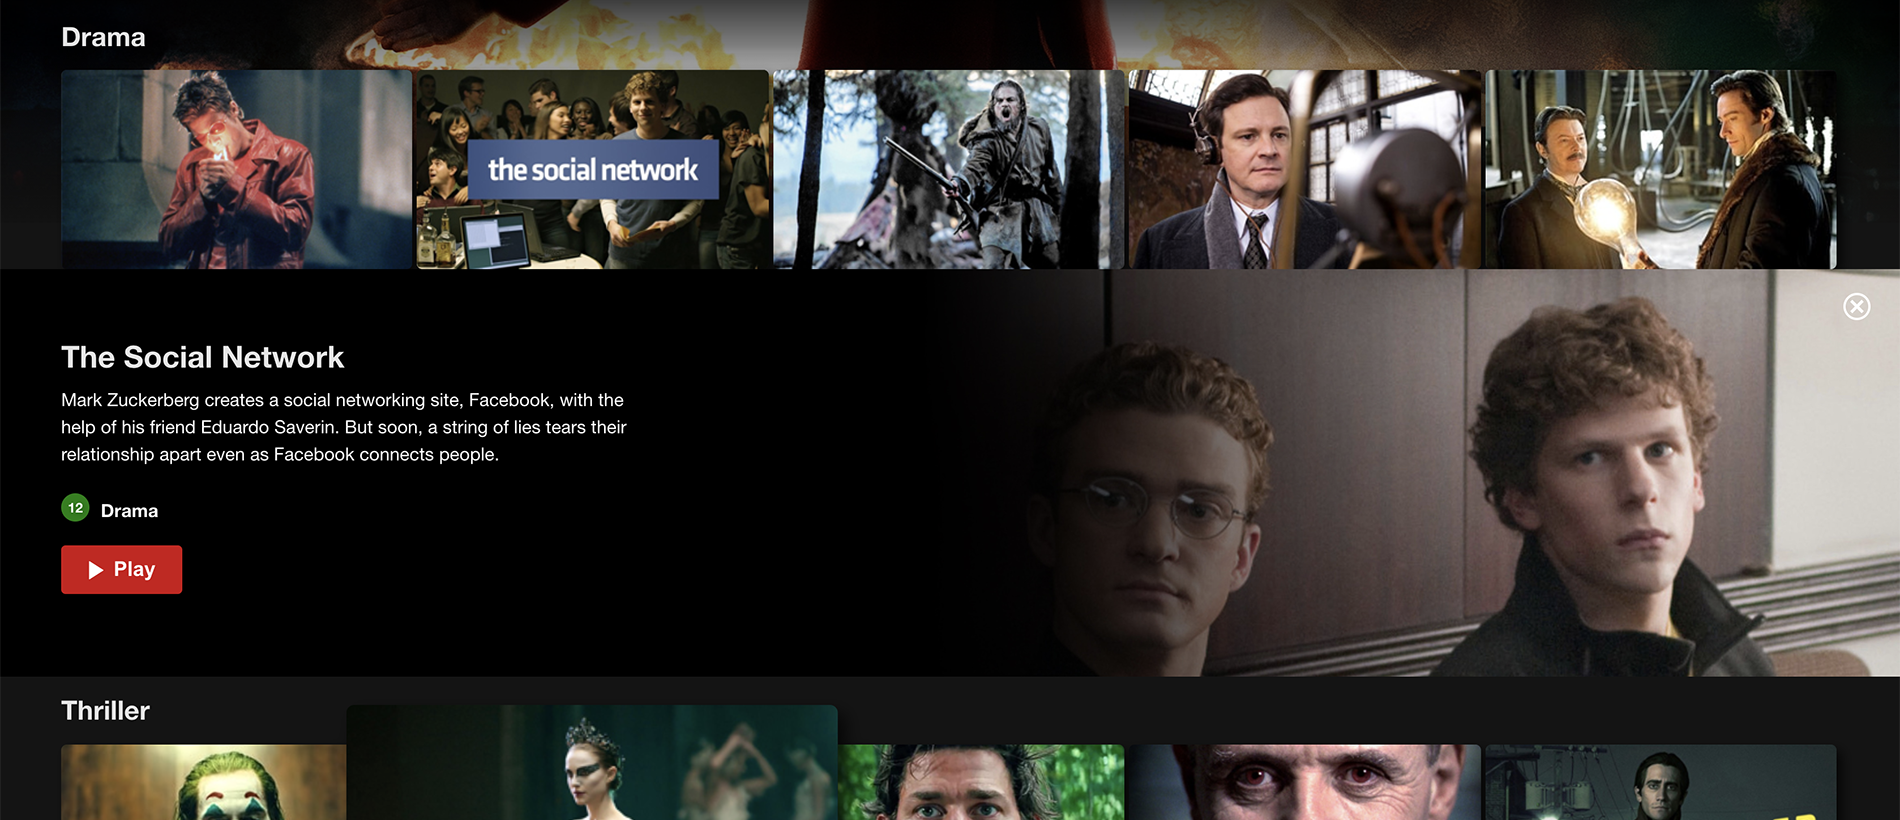 Drama
the social network
The Social Network
Mark Zuckerberg creates a social networking site, Facebook, with the
help of his friend Eduardo Saverin. But soon, a string of lies tears their
relationship apart even as Facebook connects people.
12 Drama
Play
Thriller